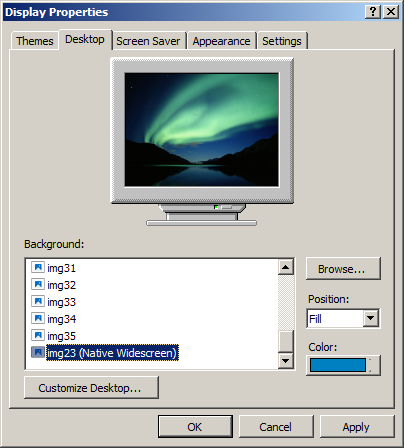 Display Properties
Themes Desktop Screen Saver Appearance Settings
Background:
img31
img32
img33
img34
img35
img23 (Native Widescreen)
Browse...
Position:
Fill
Color:
Customize Desktop...
OK Cancel Apply